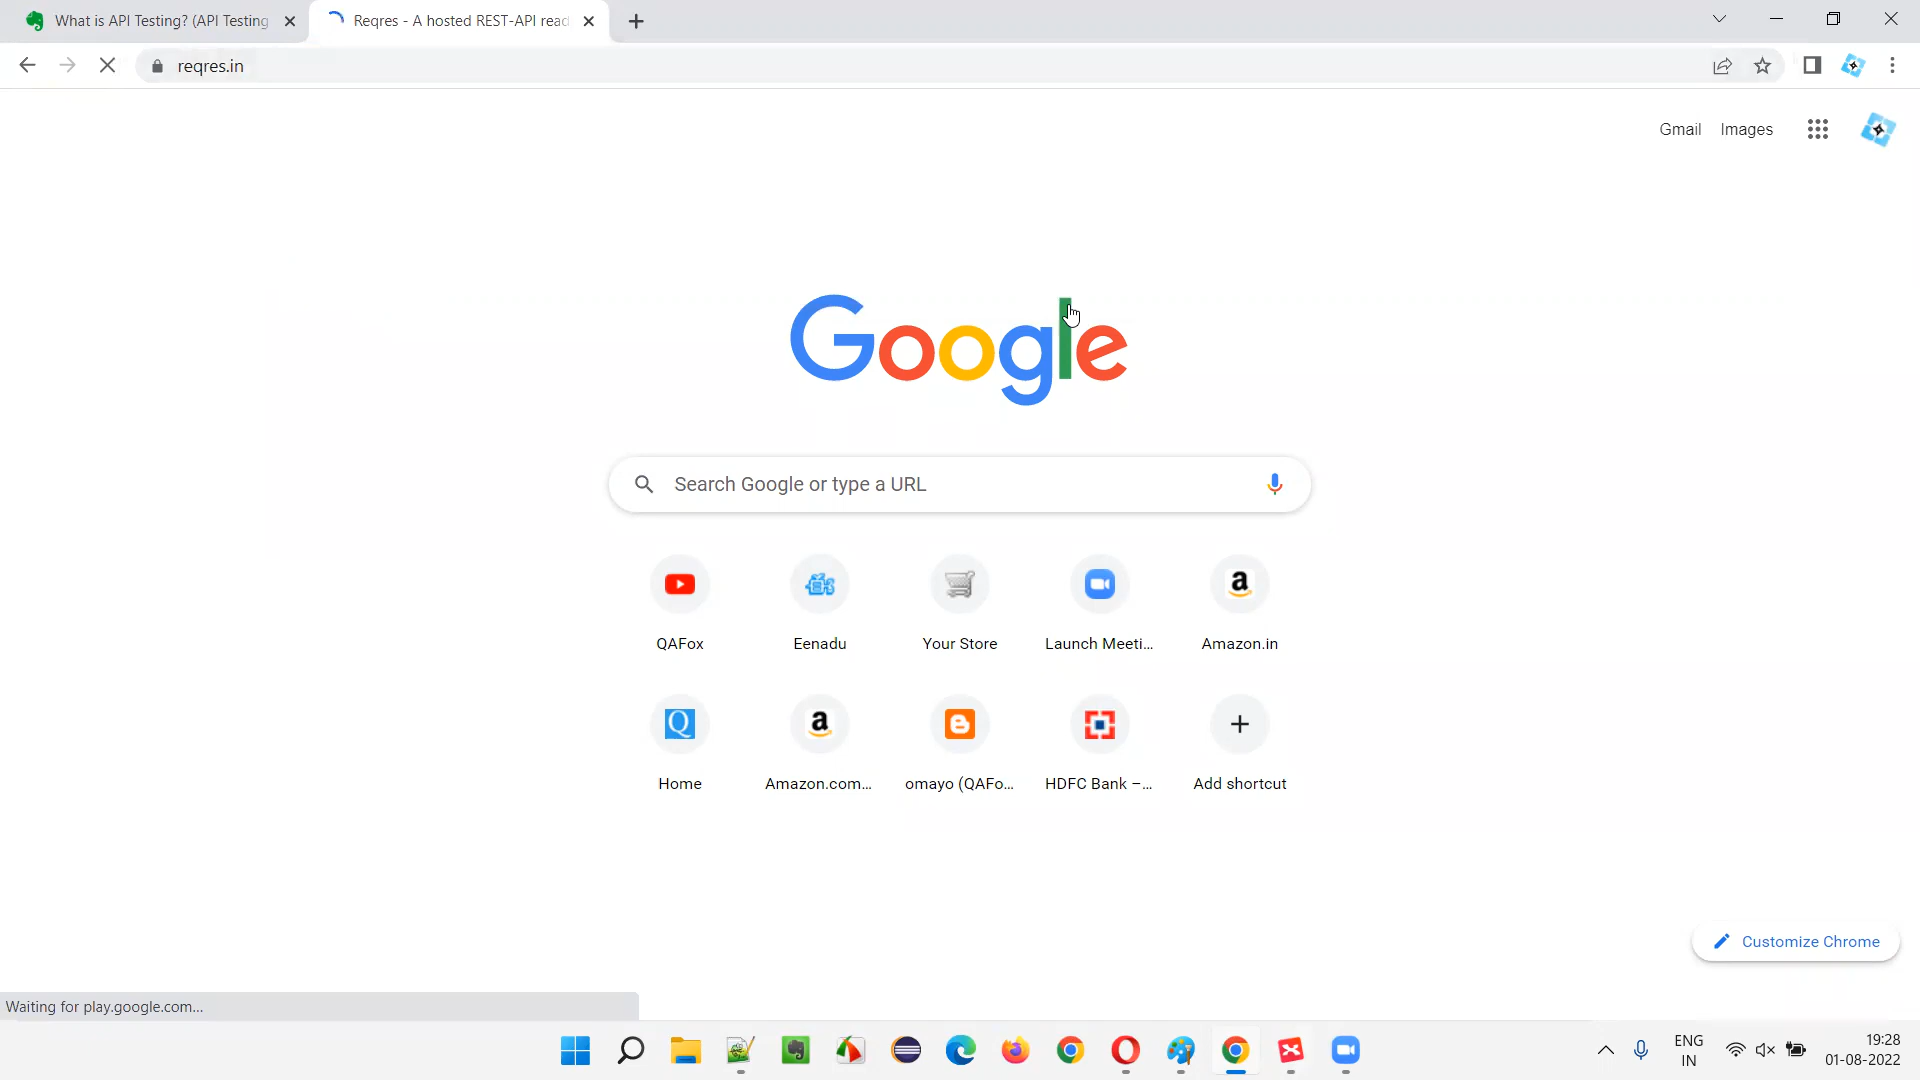 What is API Testing? (API Testing
Reqres - A hosted REST-API read
reqres.in
Gmail
Images
Google
Search Google or type a URL
QAFox
Eenadu
Your Store
Launch Meeti...
Amazon.in
Home
Amazon.com...
omayo (QAFo...
HDFC Bank –...
Add shortcut
Customize Chrome
Waiting for play.google.com...
ENG
IN
19:28
01-08-2022